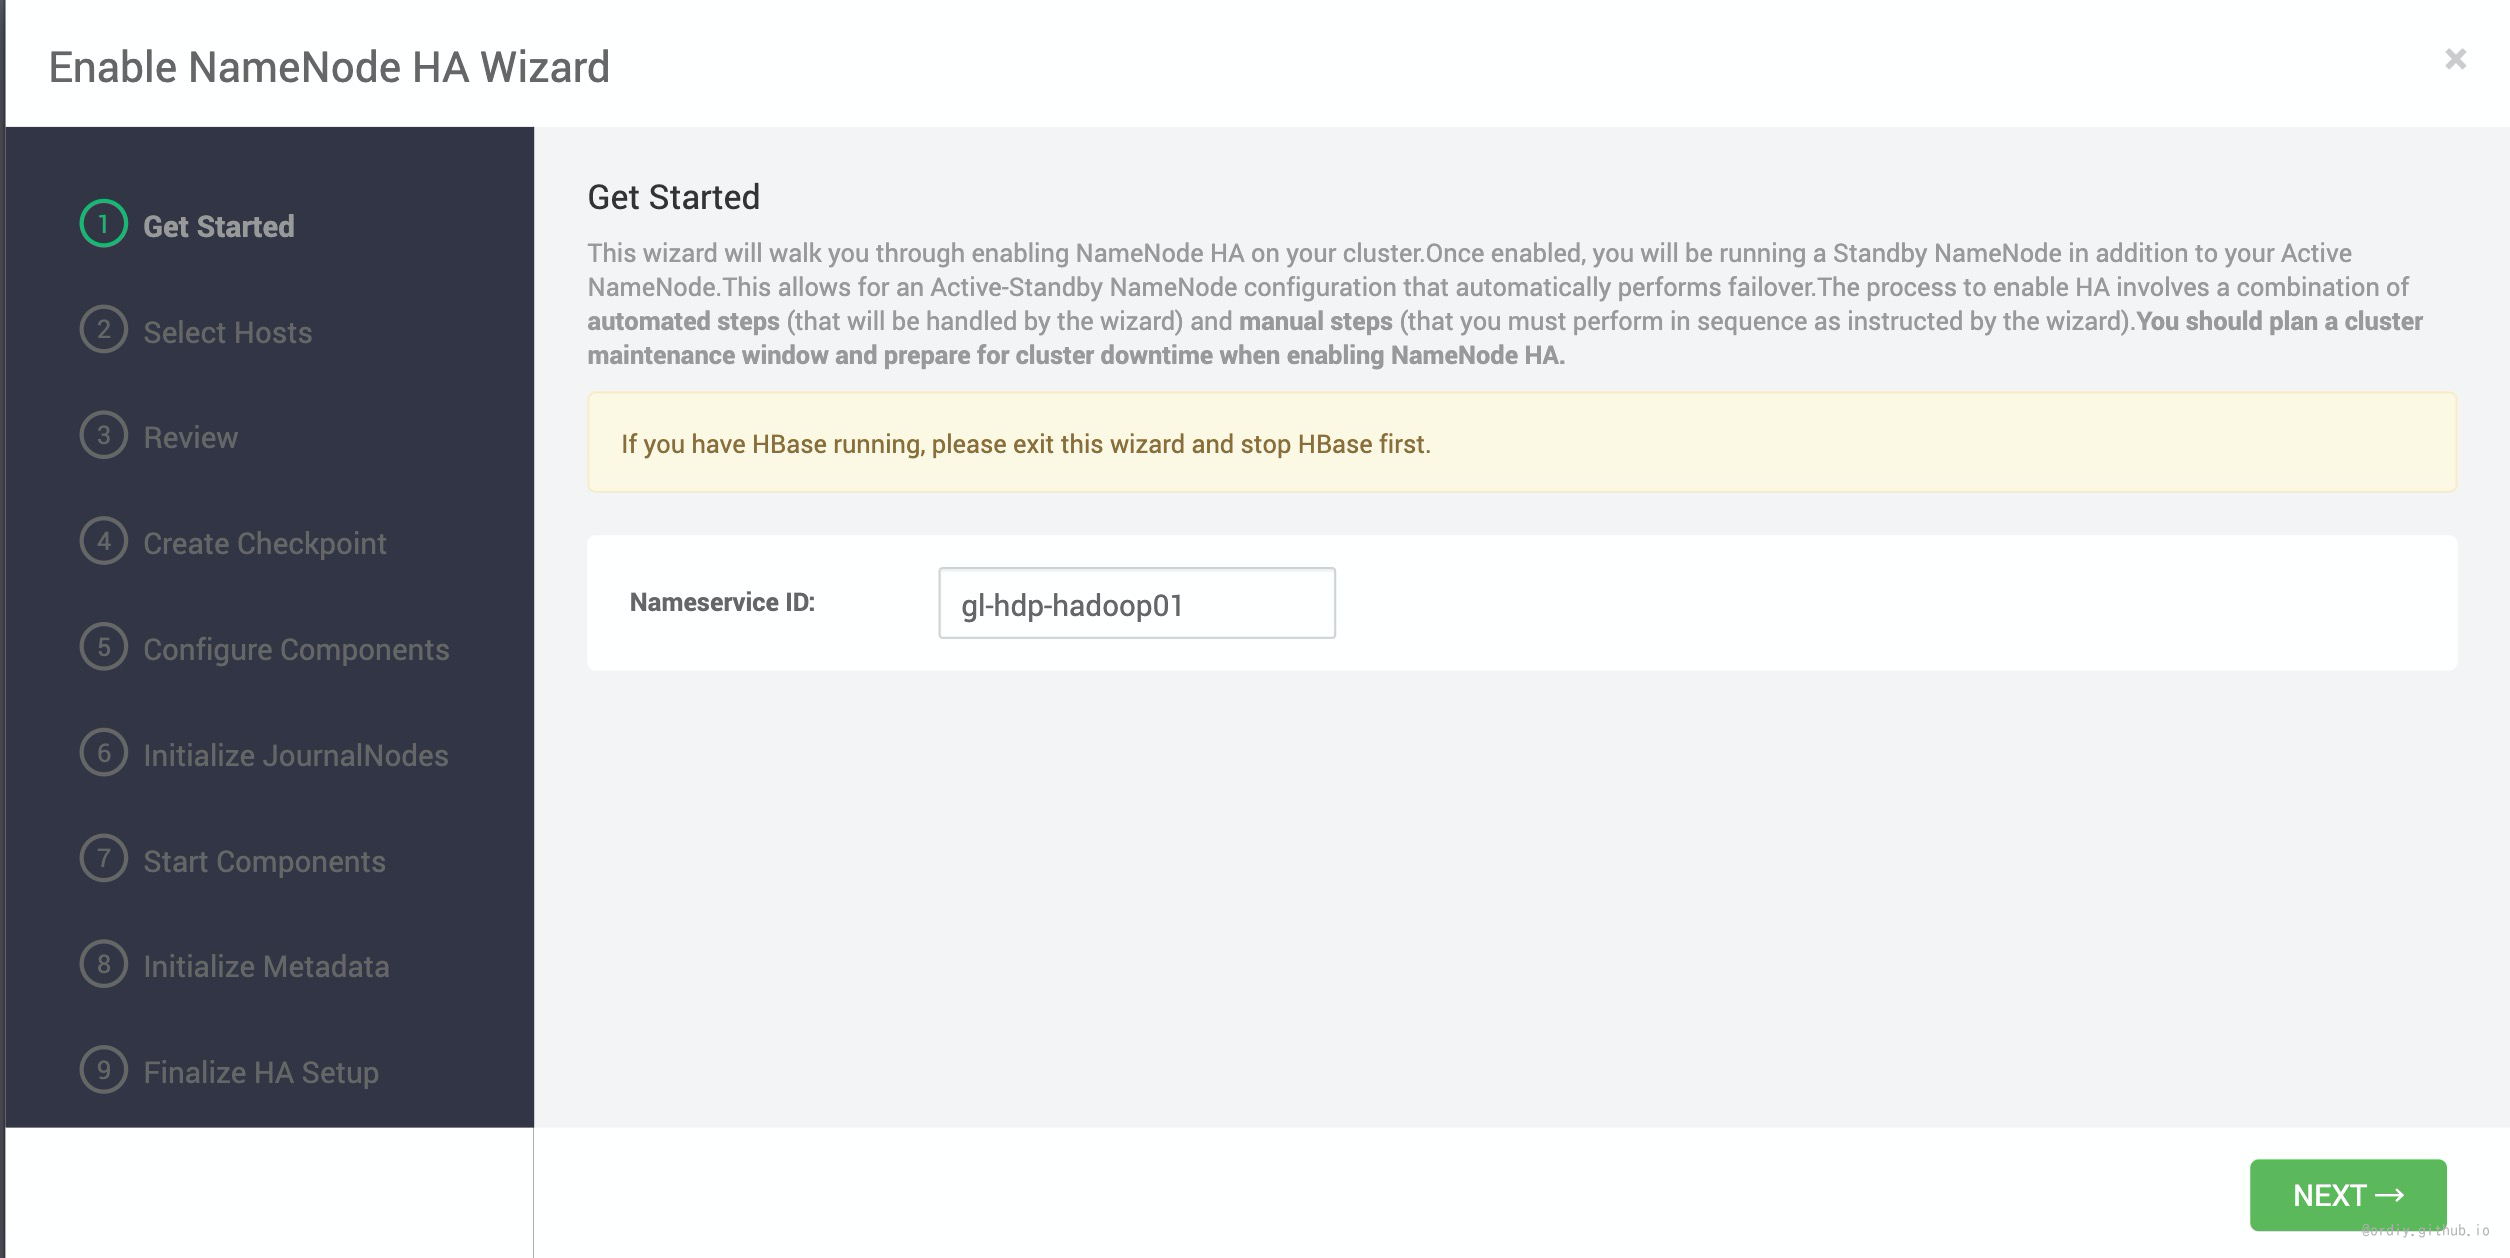 Enable NameNode HA Wizard
×
1 Get Started
2 Select Hosts
3 Review
4 Create Checkpoint
5 Configure Components
6 Initialize JournalNodes
7 Start Components
8 Initialize Metadata
9 Finalize HA Setup
Get Started
This wizard will walk you through enabling NameNode HA on your cluster.Once enabled, you will be running a Standby NameNode in addition to your Active
NameNode.This allows for an Active-Standby NameNode configuration that automatically performs failover.The process to enable HA involves a combination of
automated steps (that will be handled by the wizard) and manual steps (that you must perform in sequence as instructed by the wizard).You should plan a cluster
maintenance window and prepare for cluster downtime when enabling NameNode HA.
If you have HBase running, please exit this wizard and stop HBase first.
Nameservice ID: gl-hdp-hadoop01
NEXT →
@ordiy.github.io